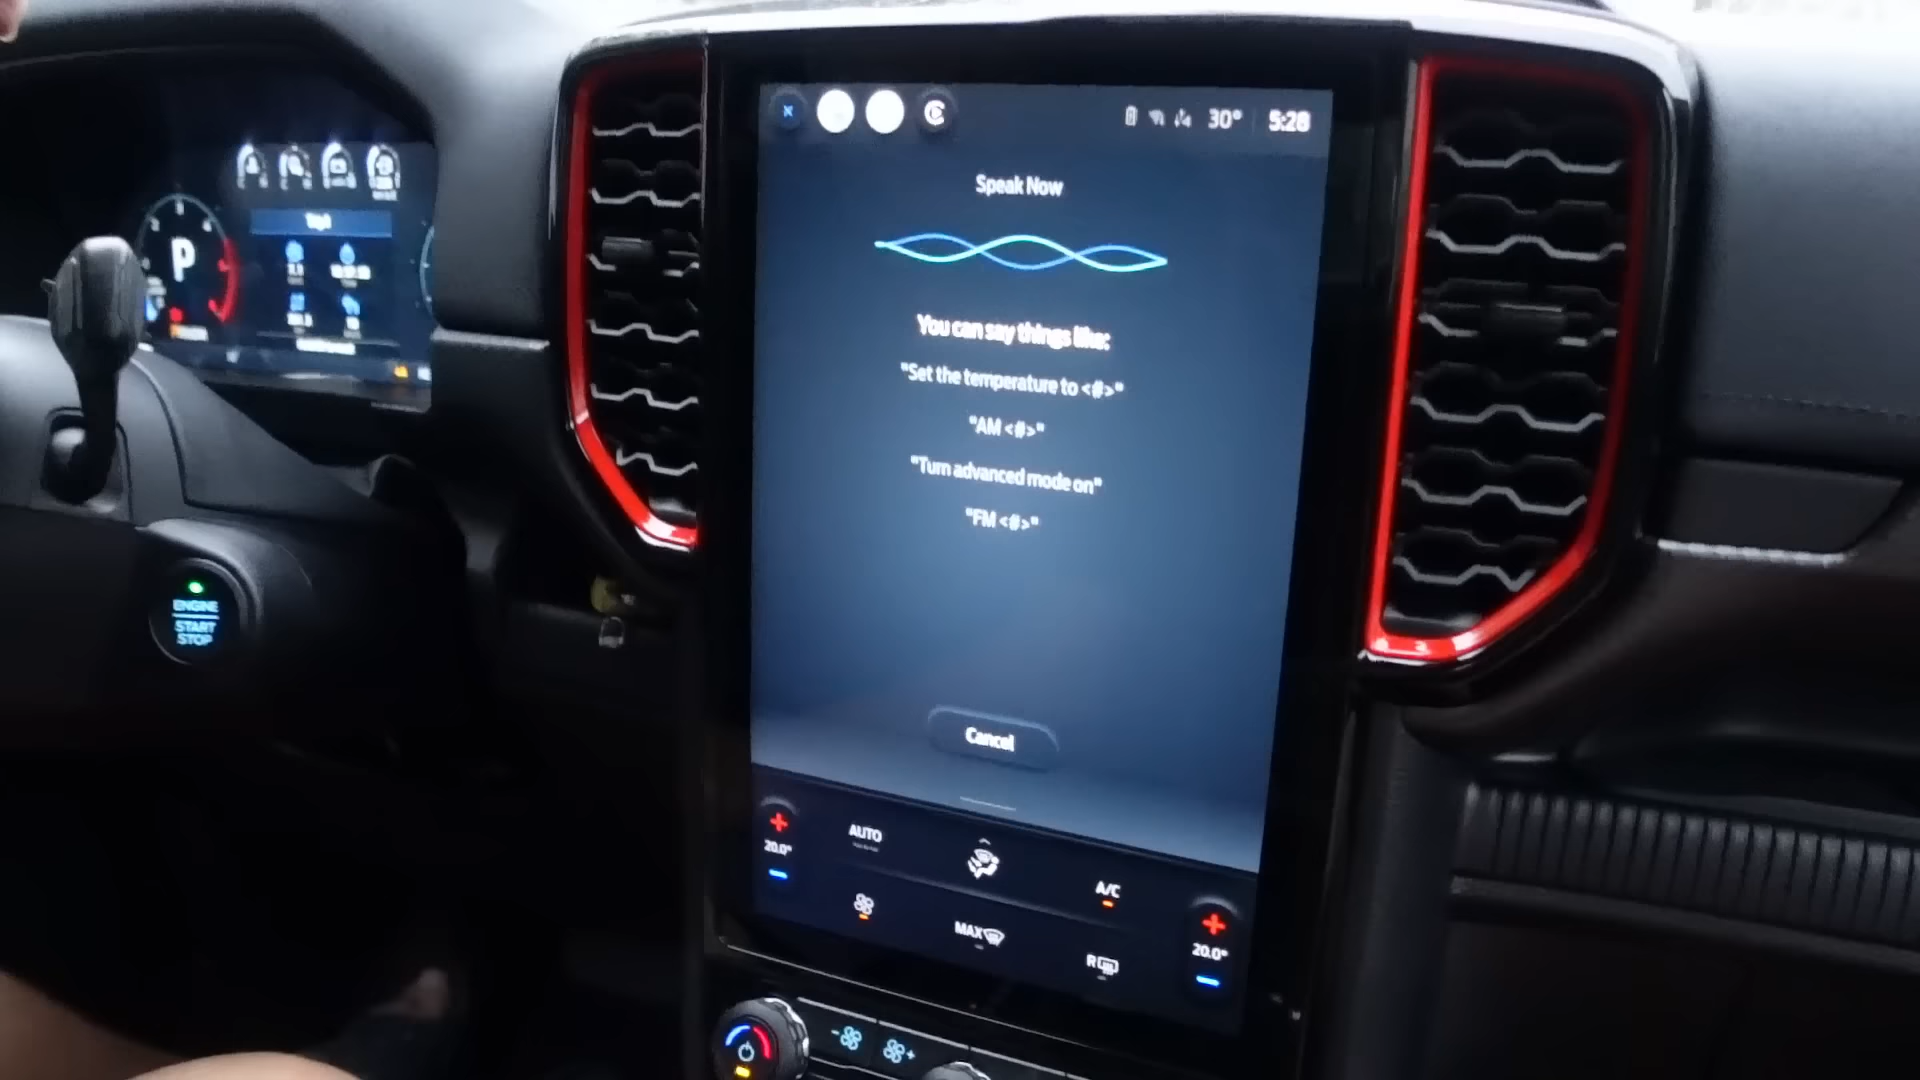 30° 5:28
Speak Now
You can say things like:
"Set the temperature to <#>"
"AM <#>"
"Turn advanced mode on"
"FM <#>"
Cancel
AUTO
20.0°
A/C
MAX
R
20.0°
P
ENGINE
START
STOP